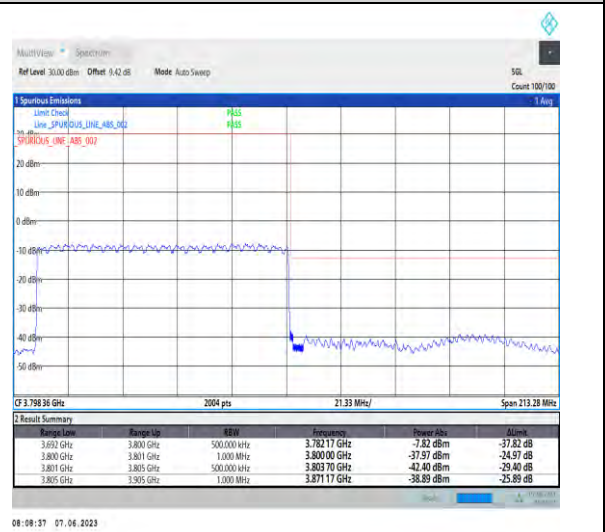 MultiView Spectrum
Ref Level 30.00 dBm Offset 9.42 dB Mode Auto Sweep SGL
Count 100/100
1 Spurious Emissions 1 Avg
Limit Check PASS
Line _SPURIOUS_LINE_ABS_002 PASS
_SPURIOUS_LINE_ABS_002
20 dBm
10 dBm
0 dBm
-10 dBm
-20 dBm
-30 dBm
-40 dBm
-50 dBm
CF 3.79836 GHz 2004 pts 21.33 MHz/ Span 213.28 MHz
2 Result Summary
Range Low Range Up RBW Frequency Power Abs ΔLimit
3.692 GHz 3.800 GHz 500.000 kHz 3.78217 GHz -7.82 dBm -37.82 dB
3.800 GHz 3.801 GHz 1.000 MHz 3.80000 GHz -37.97 dBm -24.97 dB
3.801 GHz 3.805 GHz 500.000 kHz 3.80370 GHz -42.40 dBm -29.40 dB
3.805 GHz 3.905 GHz 1.000 MHz 3.87117 GHz -38.89 dBm -25.89 dB
08:08:37 07.06.2023